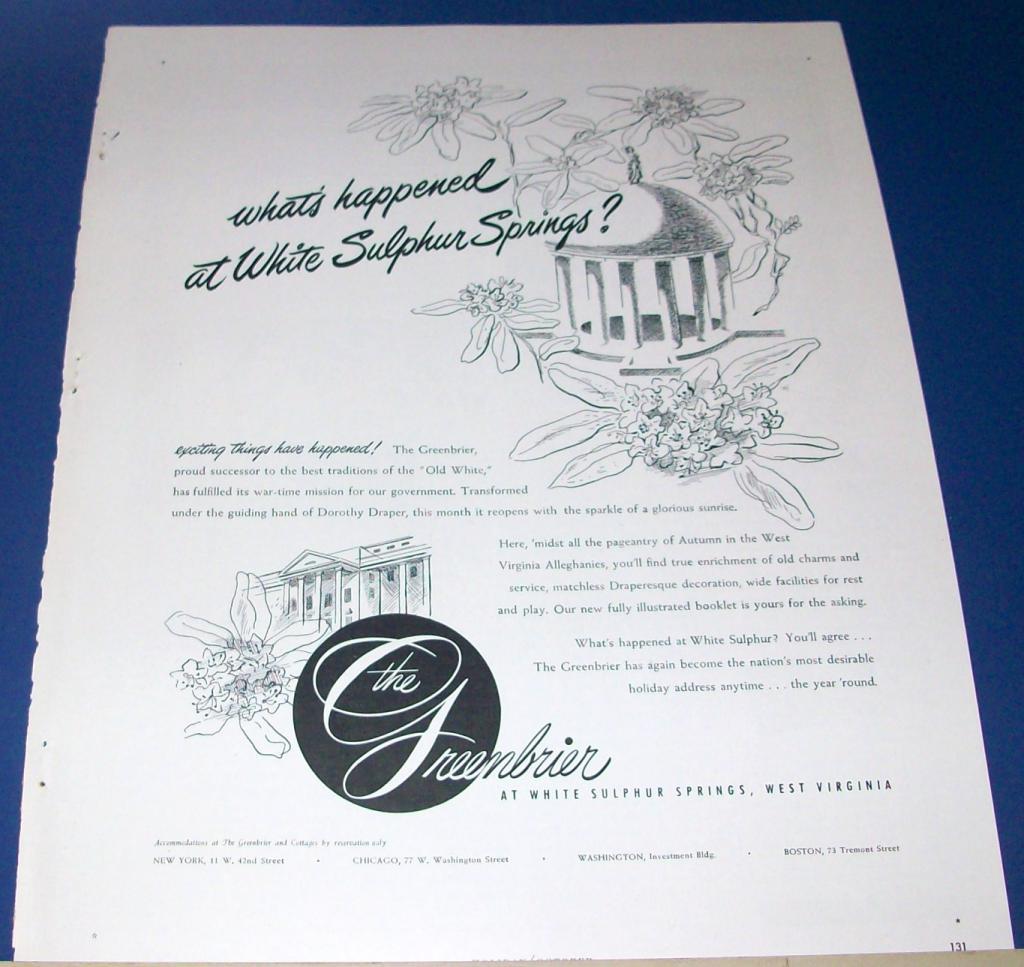 what's happened
at White Sulphur Springs?
exciting things have happened! The Greenbrier,
proud successor to the best traditions of the "Old White,"
has fulfilled its war-time mission for our government. Transformed
under the guiding hand of Dorothy Draper, this month it reopens with the sparkle of a glorious sunrise.
Here, 'midst all the pageantry of Autumn in the West
Virginia Alleghanies, you'll find true enrichment of old charms and
service, matchless Draperesque decoration, wide facilities for rest
and play. Our new fully illustrated booklet is yours for the asking.
What's happened at White Sulphur? You'll agree . . .
The Greenbrier has again become the nation's most desirable
holiday address anytime . . . the year 'round.
the
Greenbrier
AT WHITE SULPHUR SPRINGS, WEST VIRGINIA
Accommodations at The Greenbrier and Cottages by reservation only
NEW YORK, 11 W. 42nd Street • CHICAGO, 77 W. Washington Street • WASHINGTON, Investment Bldg. • BOSTON, 73 Tremont Street
131